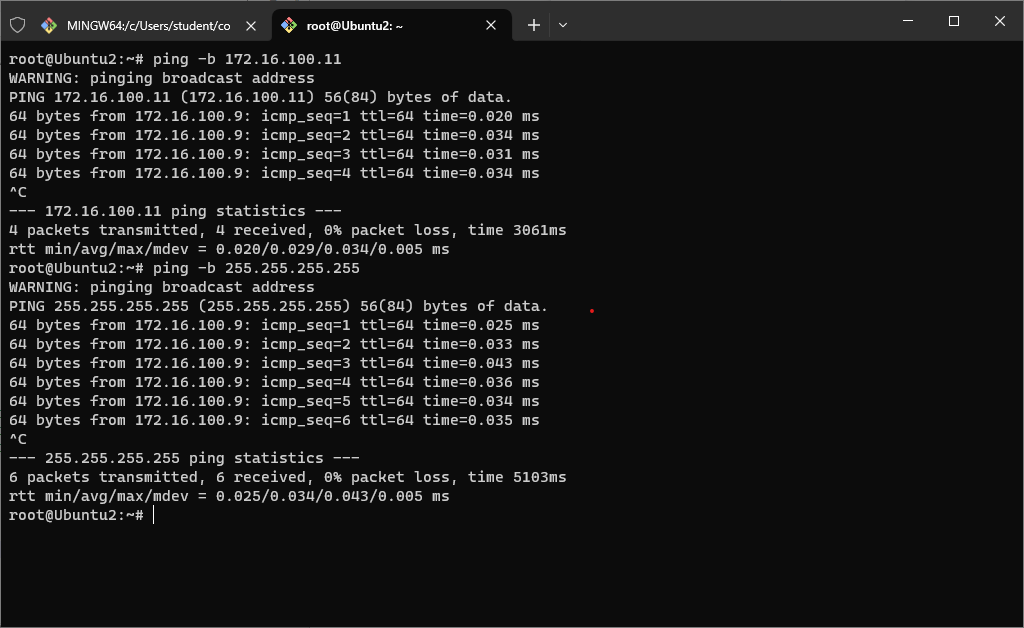 MINGW64:/c/Users/student/co
root@Ubuntu2: ~
root@Ubuntu2:~# ping -b 172.16.100.11
WARNING: pinging broadcast address
PING 172.16.100.11 (172.16.100.11) 56(84) bytes of data.
64 bytes from 172.16.100.9: icmp_seq=1 ttl=64 time=0.020 ms
64 bytes from 172.16.100.9: icmp_seq=2 ttl=64 time=0.034 ms
64 bytes from 172.16.100.9: icmp_seq=3 ttl=64 time=0.031 ms
64 bytes from 172.16.100.9: icmp_seq=4 ttl=64 time=0.034 ms
^C
--- 172.16.100.11 ping statistics ---
4 packets transmitted, 4 received, 0% packet loss, time 3061ms
rtt min/avg/max/mdev = 0.020/0.029/0.034/0.005 ms
root@Ubuntu2:~# ping -b 255.255.255.255
WARNING: pinging broadcast address
PING 255.255.255.255 (255.255.255.255) 56(84) bytes of data.
64 bytes from 172.16.100.9: icmp_seq=1 ttl=64 time=0.025 ms
64 bytes from 172.16.100.9: icmp_seq=2 ttl=64 time=0.033 ms
64 bytes from 172.16.100.9: icmp_seq=3 ttl=64 time=0.043 ms
64 bytes from 172.16.100.9: icmp_seq=4 ttl=64 time=0.036 ms
64 bytes from 172.16.100.9: icmp_seq=5 ttl=64 time=0.034 ms
64 bytes from 172.16.100.9: icmp_seq=6 ttl=64 time=0.035 ms
^C
--- 255.255.255.255 ping statistics ---
6 packets transmitted, 6 received, 0% packet loss, time 5103ms
rtt min/avg/max/mdev = 0.025/0.034/0.043/0.005 ms
root@Ubuntu2:~#